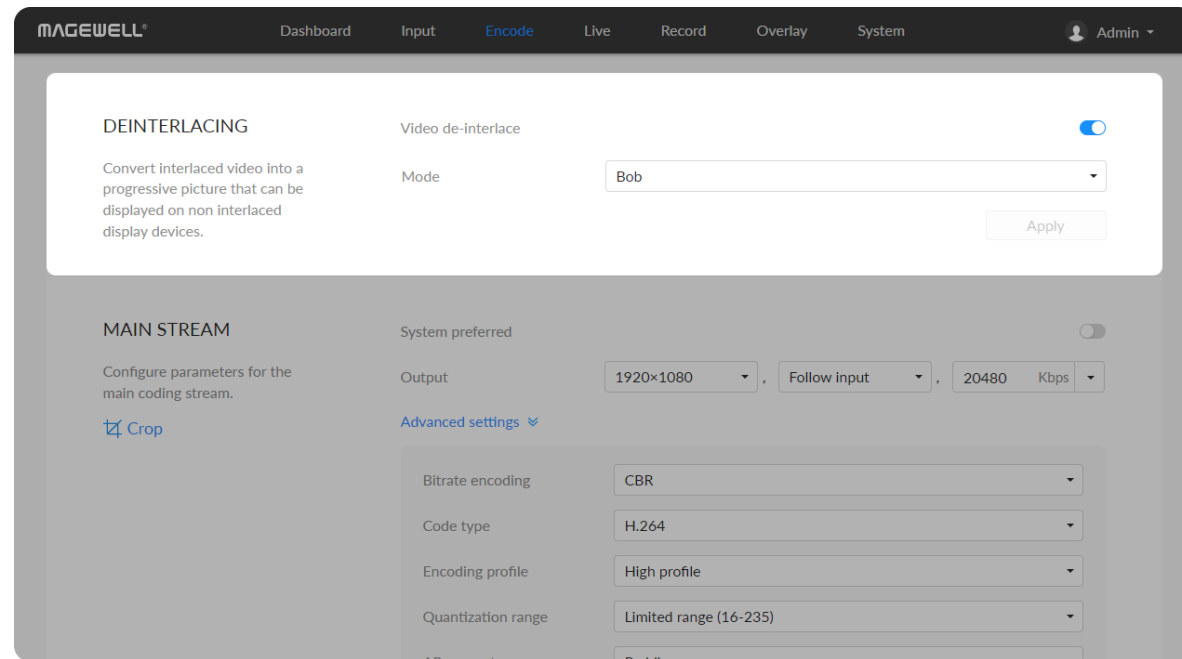 MAGEWELL®
Dashboard Input Encode Live Record Overlay System Admin
DEINTERLACING
Convert interlaced video into a
progressive picture that can be
displayed on non interlaced
display devices.
Video de-interlace
Mode Bob
Apply
MAIN STREAM
Configure parameters for the
main coding stream.
Crop
System preferred
Output 1920×1080 , Follow input , 20480 Kbps
Advanced settings
Bitrate encoding CBR
Code type H.264
Encoding profile High profile
Quantization range Limited range (16-235)